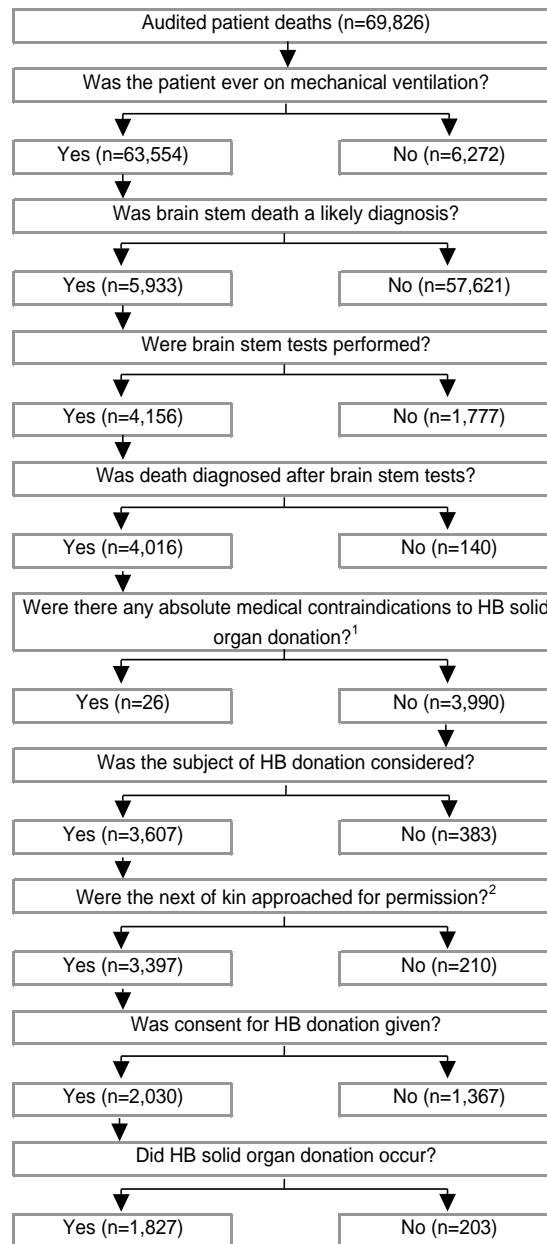 Audited patient deaths (n=69,826)
Was the patient ever on mechanical ventilation?
Yes (n=63,554) No (n=6,272)
Was brain stem death a likely diagnosis?
Yes (n=5,933) No (n=57,621)
Were brain stem tests performed?
Yes (n=4,156) No (n=1,777)
Was death diagnosed after brain stem tests?
Yes (n=4,016) No (n=140)
Were there any absolute medical contraindications to HB solid
organ donation?1
Yes (n=26) No (n=3,990)
Was the subject of HB donation considered?
Yes (n=3,607) No (n=383)
Were the next of kin approached for permission?2
Yes (n=3,397) No (n=210)
Was consent for HB donation given?
Yes (n=2,030) No (n=1,367)
Did HB solid organ donation occur?
Yes (n=1,827) No (n=203)